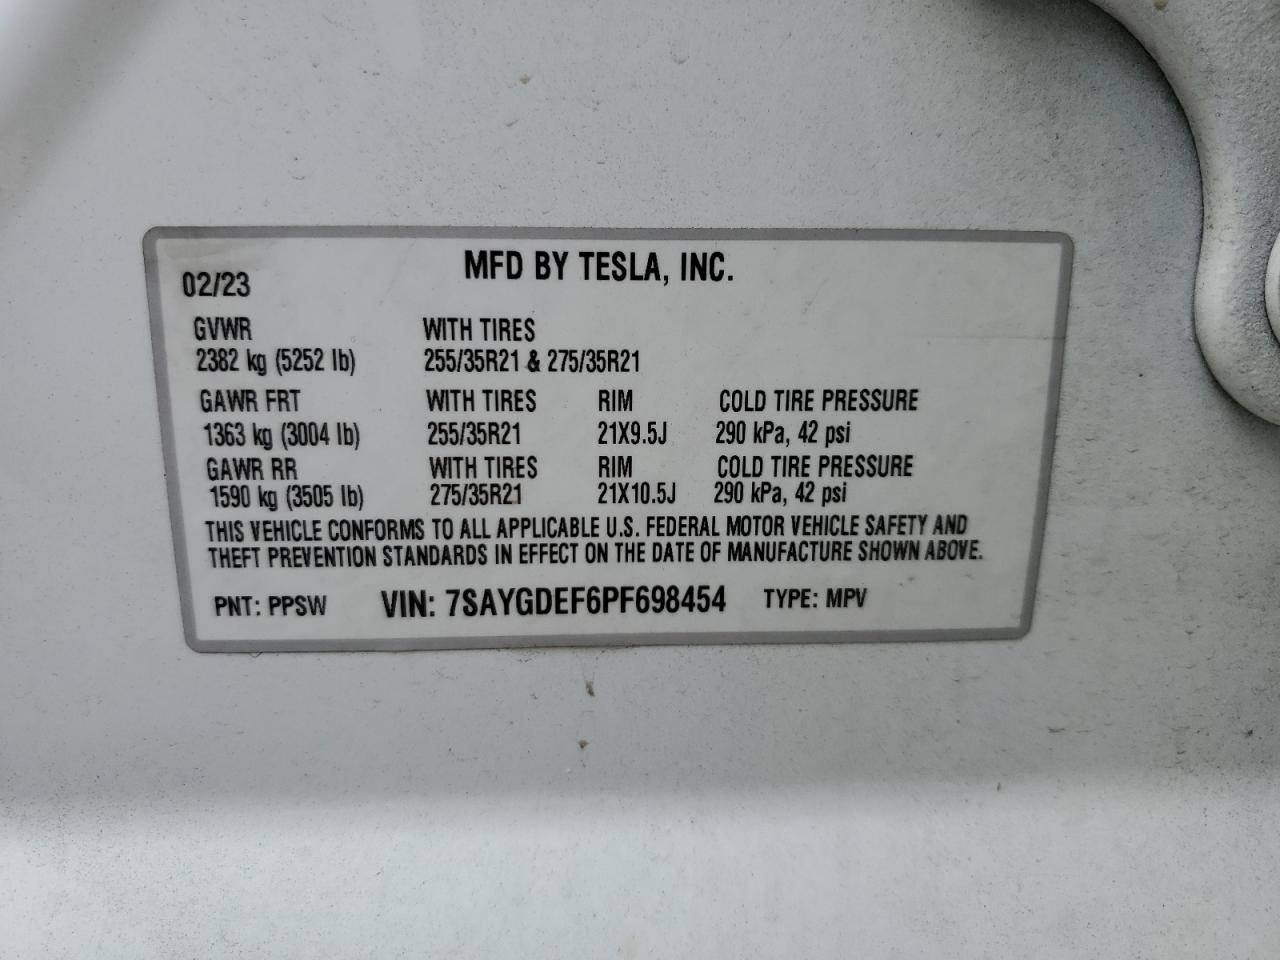 MFD BY TESLA, INC.
02/23
GVWR WITH TIRES
2382 kg (5252 lb) 255/35R21 & 275/35R21
GAWR FRT WITH TIRES RIM COLD TIRE PRESSURE
1363 kg (3004 lb) 255/35R21 21X9.5J 290 kPa, 42 psi
GAWR RR WITH TIRES RIM COLD TIRE PRESSURE
1590 kg (3505 lb) 275/35R21 21X10.5J 290 kPa, 42 psi
THIS VEHICLE CONFORMS TO ALL APPLICABLE U.S. FEDERAL MOTOR VEHICLE SAFETY AND
THEFT PREVENTION STANDARDS IN EFFECT ON THE DATE OF MANUFACTURE SHOWN ABOVE.
PNT: PPSW VIN: 7SAYGDEF6PF698454 TYPE: MPV